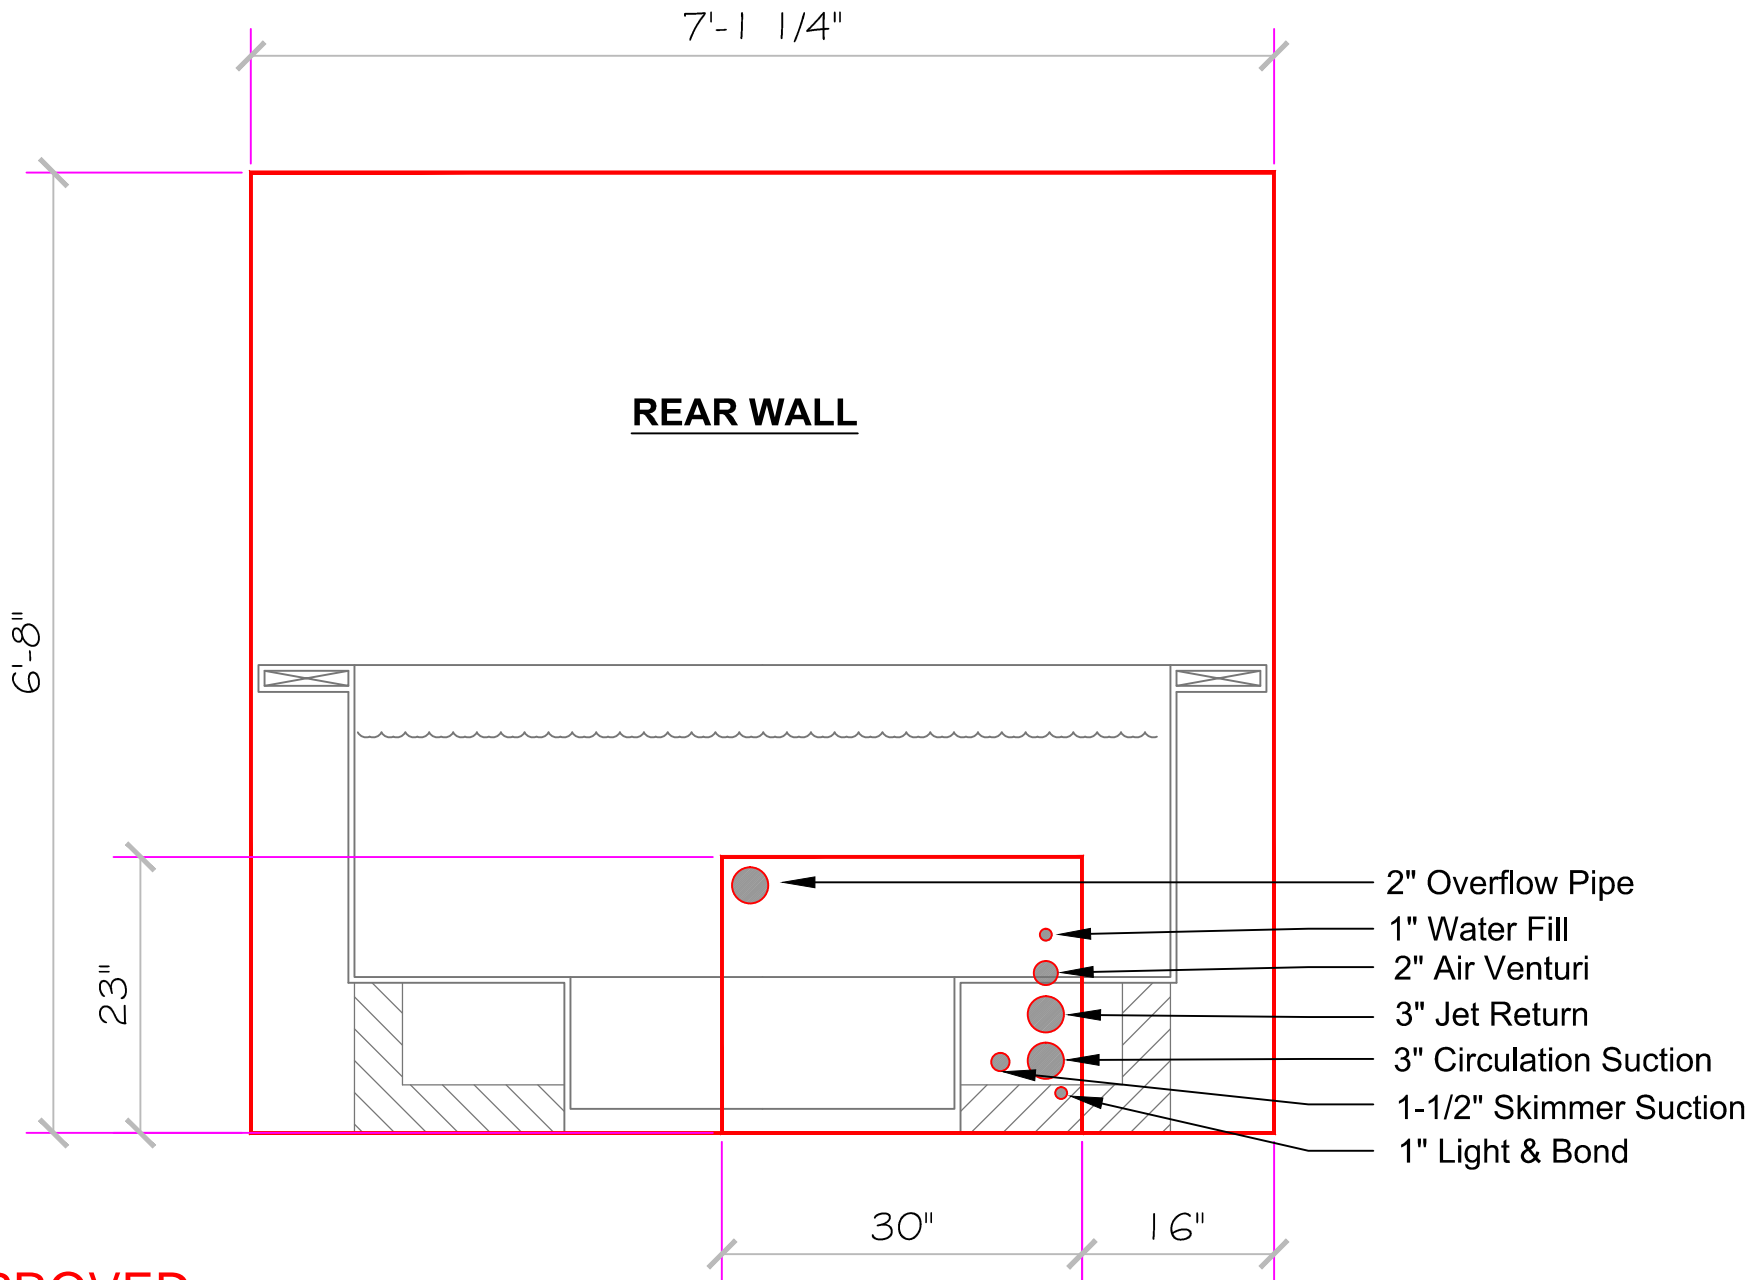 7'-1 1/4"
REAR WALL
6'-8"
23"
2" Overflow Pipe
1" Water Fill
2" Air Venturi
3" Jet Return
3" Circulation Suction
1-1/2" Skimmer Suction
1" Light & Bond
30"
16"